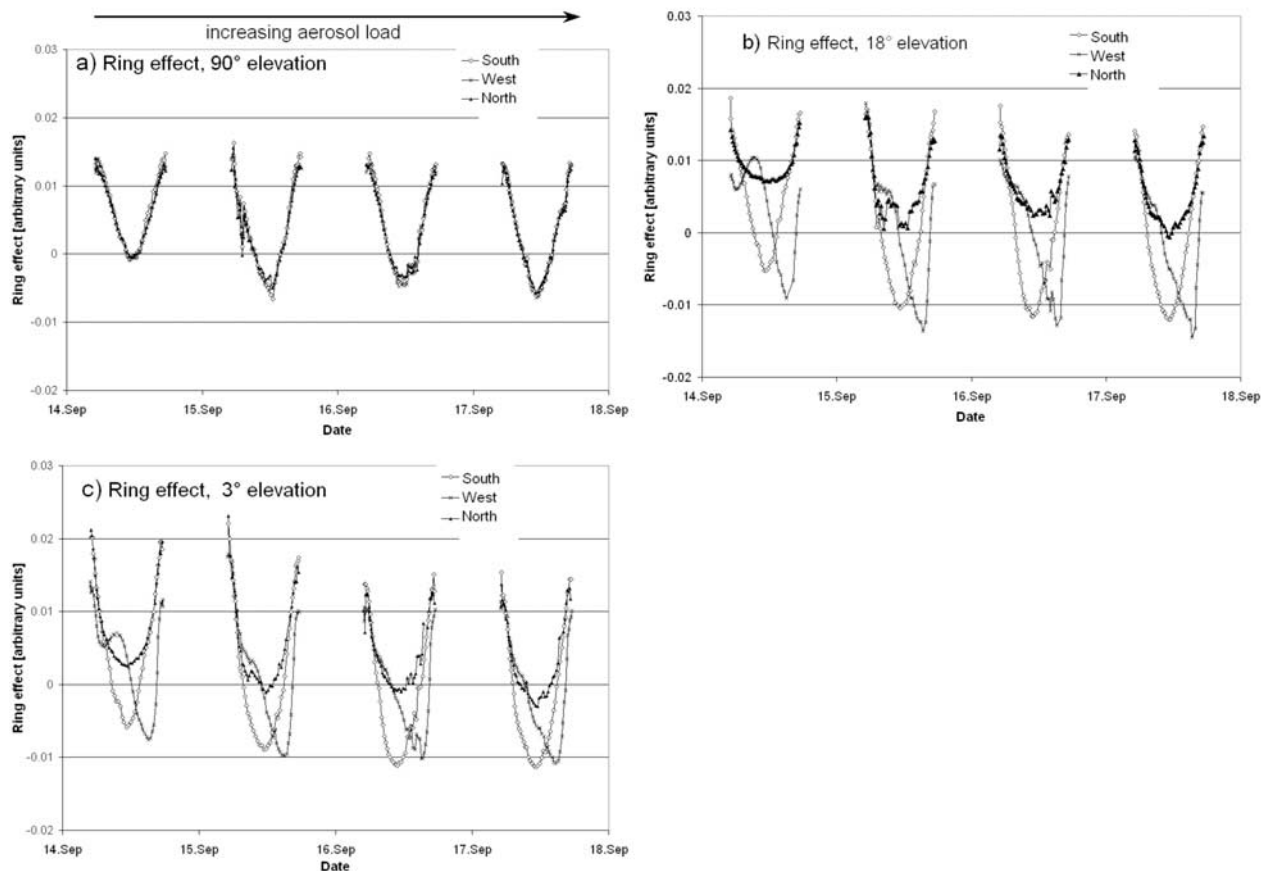 increasing aerosol load
a) Ring effect, 90° elevation
South
West
North
Ring effect [arbitrary units]
0.03
0.02
0.01
0
-0.01
-0.02
14.Sep 15.Sep 16.Sep 17.Sep 18.Sep
Date
b) Ring effect, 18° elevation
South
West
North
Ring effect [arbitrary units]
0.03
0.02
0.01
0
-0.01
-0.02
14.Sep 15.Sep 16.Sep 17.Sep 18.Sep
Date
c) Ring effect, 3° elevation
South
West
North
Ring effect [arbitrary units]
0.03
0.02
0.01
0
-0.01
-0.02
14.Sep 15.Sep 16.Sep 17.Sep 18.Sep
Date